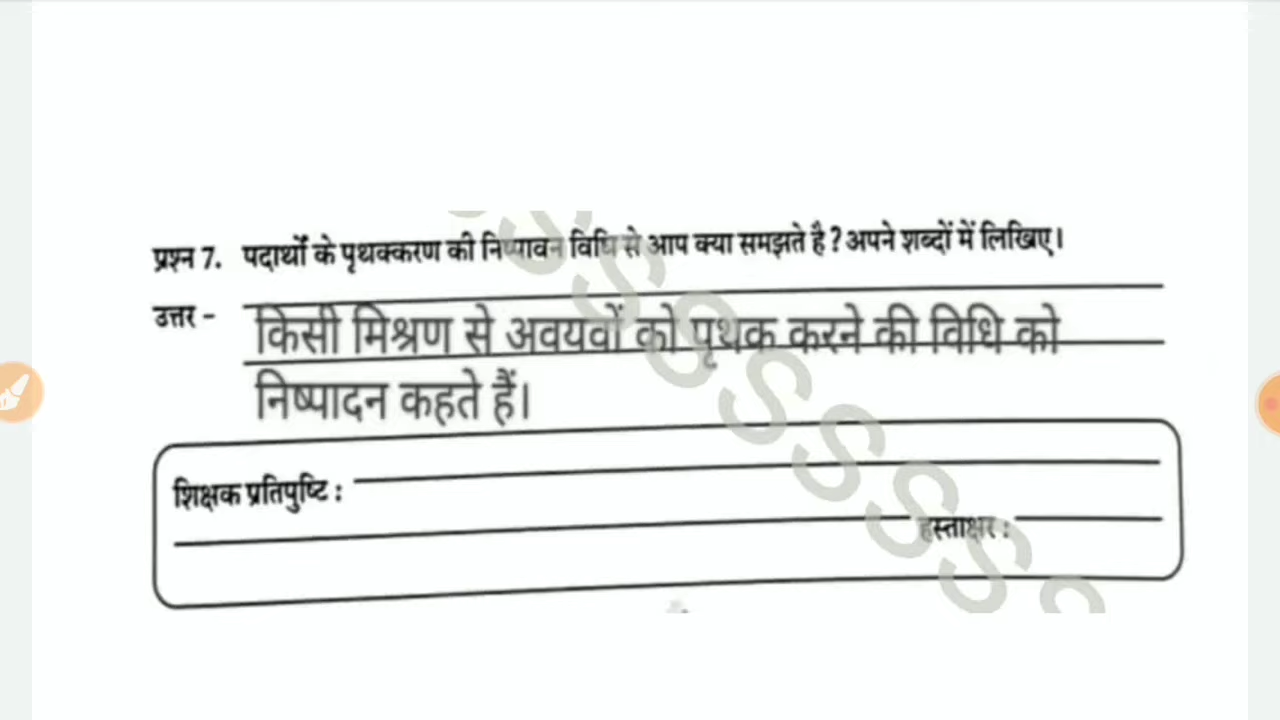 प्रश्न 7. पदार्थों के पृथक्करण की निष्पावन विधि से आप क्या समझते है? अपने शब्दों में लिखिए।
उत्तर - किसी मिश्रण से अवयवों को पृथक करने की विधि को
निष्पादन कहते हैं।
शिक्षक प्रतिपुष्टि :
हस्ताक्षर :
SSSSSSSS